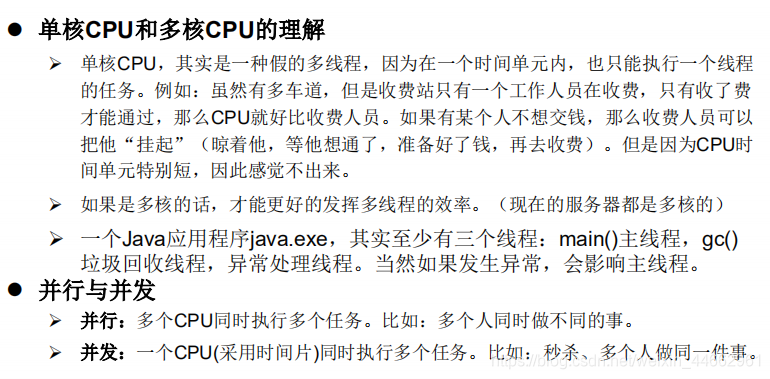 ● 单核CPU和多核CPU的理解
➢ 单核CPU，其实是一种假的多线程，因为在一个时间单元内，也只能执行一个线程
的任务。例如：虽然有多车道，但是收费站只有一个工作人员在收费，只有收了费
才能通过，那么CPU就好比收费人员。如果有某个人不想交钱，那么收费人员可以
把他“挂起”（晾着他，等他想通了，准备好了钱，再去收费）。但是因为CPU时
间单元特别短，因此感觉不出来。
➢ 如果是多核的话，才能更好的发挥多线程的效率。（现在的服务器都是多核的）
➢ 一个Java应用程序java.exe，其实至少有三个线程：main()主线程，gc()
垃圾回收线程，异常处理线程。当然如果发生异常，会影响主线程。
● 并行与并发
➢ 并行：多个CPU同时执行多个任务。比如：多个人同时做不同的事。
➢ 并发：一个CPU(采用时间片)同时执行多个任务。比如：秒杀、多个人做同一件事。